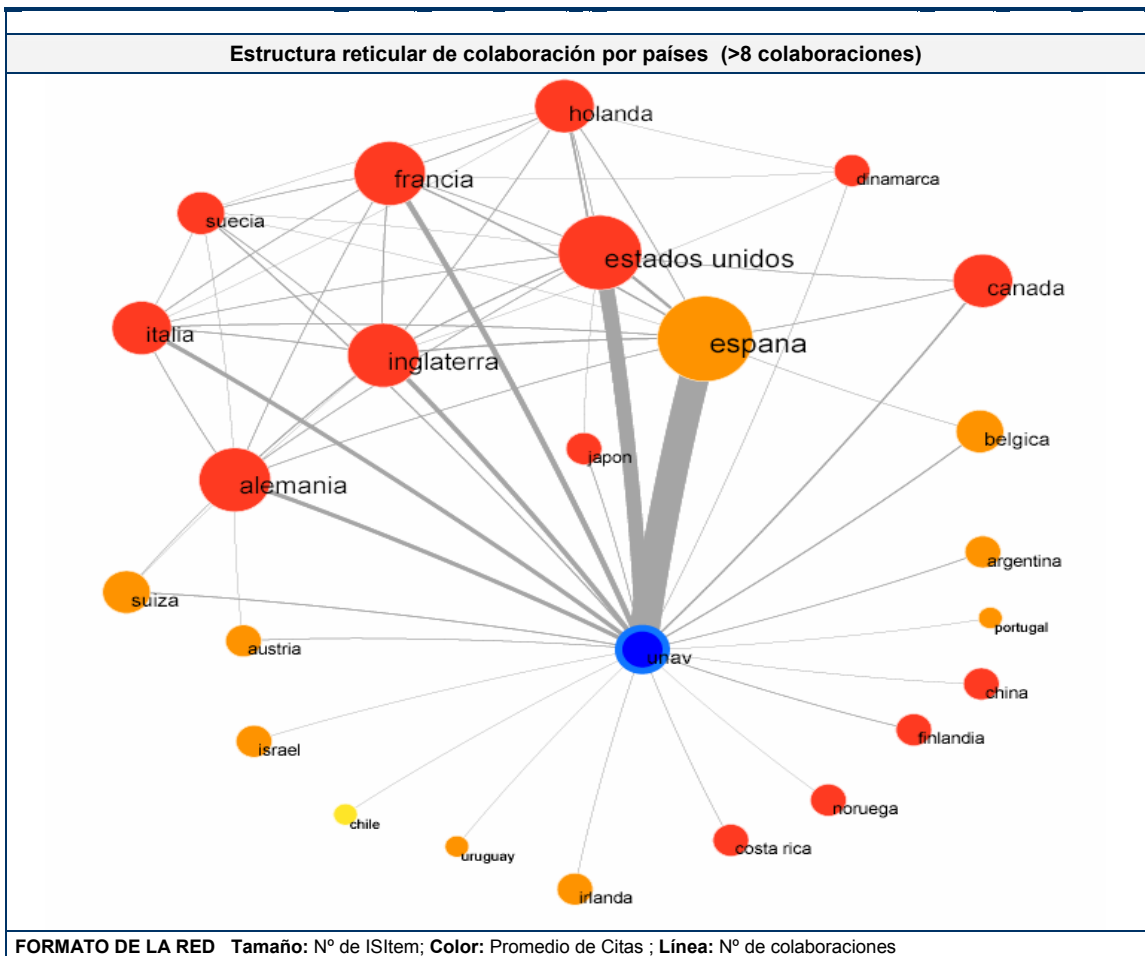 Estructura reticular de colaboración por países (>8 colaboraciones)
holanda
francia
dinamarca
suecia
estados unidos
canada
italia
inglaterra
espana
belgica
japon
alemania
argentina
suiza
portugal
austria
unav
china
finlandia
israel
noruega
chile
costa rica
uruguay
irlanda
FORMATO DE LA RED Tamaño: Nº de ISItem; Color: Promedio de Citas ; Línea: Nº de colaboraciones